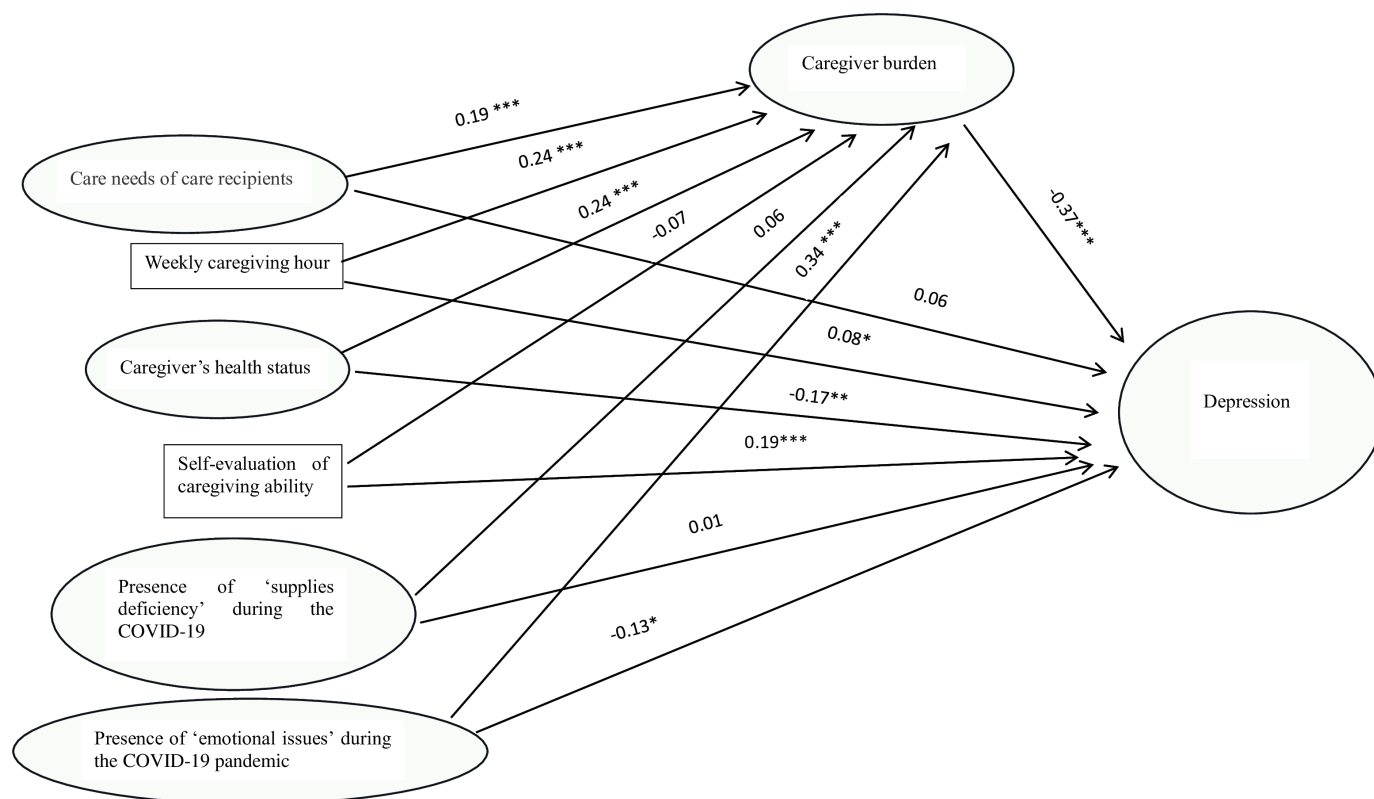 Caregiver burden
0.19 ***
0.24 ***
Care needs of care recipients
0.24 ***
-0.07
0.06
0.34 ***
-0.37***
Weekly caregiving hour
0.06
0.08*
Caregiver’s health status
-0.17**
Depression
0.19***
Self-evaluation of
caregiving ability
0.01
Presence of ‘supplies
deficiency’ during the
COVID-19
-0.13*
Presence of ‘emotional issues’ during
the COVID-19 pandemic